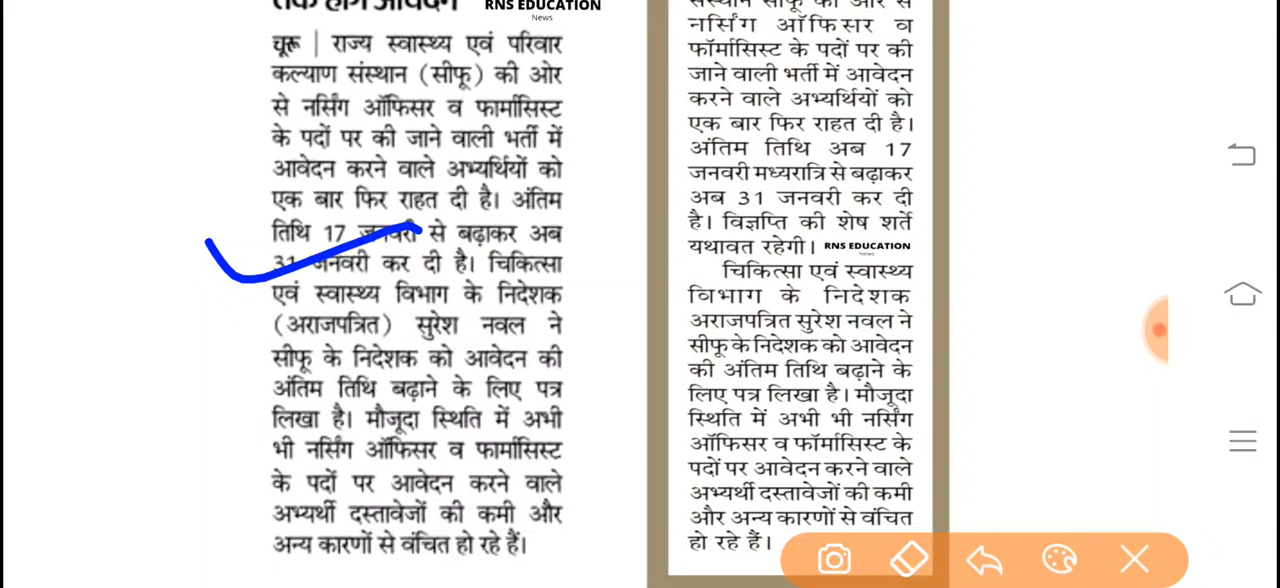 तक होंगे आवेदन
RNS EDUCATION
News
चूरू | राज्य स्वास्थ्य एवं परिवार
कल्याण संस्थान (सीफू) की ओर
से नर्सिंग ऑफिसर व फार्मासिस्ट
के पदों पर की जाने वाली भर्ती में
आवेदन करने वाले अभ्यर्थियों को
एक बार फिर राहत दी है। अंतिम
तिथि 17 जनवरी से बढ़ाकर अब
31 जनवरी कर दी है। चिकित्सा
एवं स्वास्थ्य विभाग के निदेशक
(अराजपत्रित) सुरेश नवल ने
सीफू के निदेशक को आवेदन की
अंतिम तिथि बढ़ाने के लिए पत्र
लिखा है। मौजूदा स्थिति में अभी
भी नर्सिंग ऑफिसर व फार्मासिस्ट
के पदों पर आवेदन करने वाले
अभ्यर्थी दस्तावेजों की कमी और
अन्य कारणों से वंचित हो रहे हैं।
संस्थान सीफू की ओर से
नर्सिंग ऑफिसर व
फॉर्मासिस्ट के पदों पर की
जाने वाली भर्ती में आवेदन
करने वाले अभ्यर्थियों को
एक बार फिर राहत दी है।
अंतिम तिथि अब 17
जनवरी मध्यरात्रि से बढ़ाकर
अब 31 जनवरी कर दी
है। विज्ञप्ति की शेष शर्ते
यथावत रहेगी। RNS EDUCATION
News
चिकित्सा एवं स्वास्थ्य
विभाग के निदेशक
अराजपत्रित सुरेश नवल ने
सीफू के निदेशक को आवेदन
की अंतिम तिथि बढ़ाने के
लिए पत्र लिखा है। मौजूदा
स्थिति में अभी भी नर्सिंग
ऑफिसर व फॉर्मासिस्ट के
पदों पर आवेदन करने वाले
अभ्यर्थी दस्तावेजों की कमी
और अन्य कारणों से वंचित
हो रहे हैं।